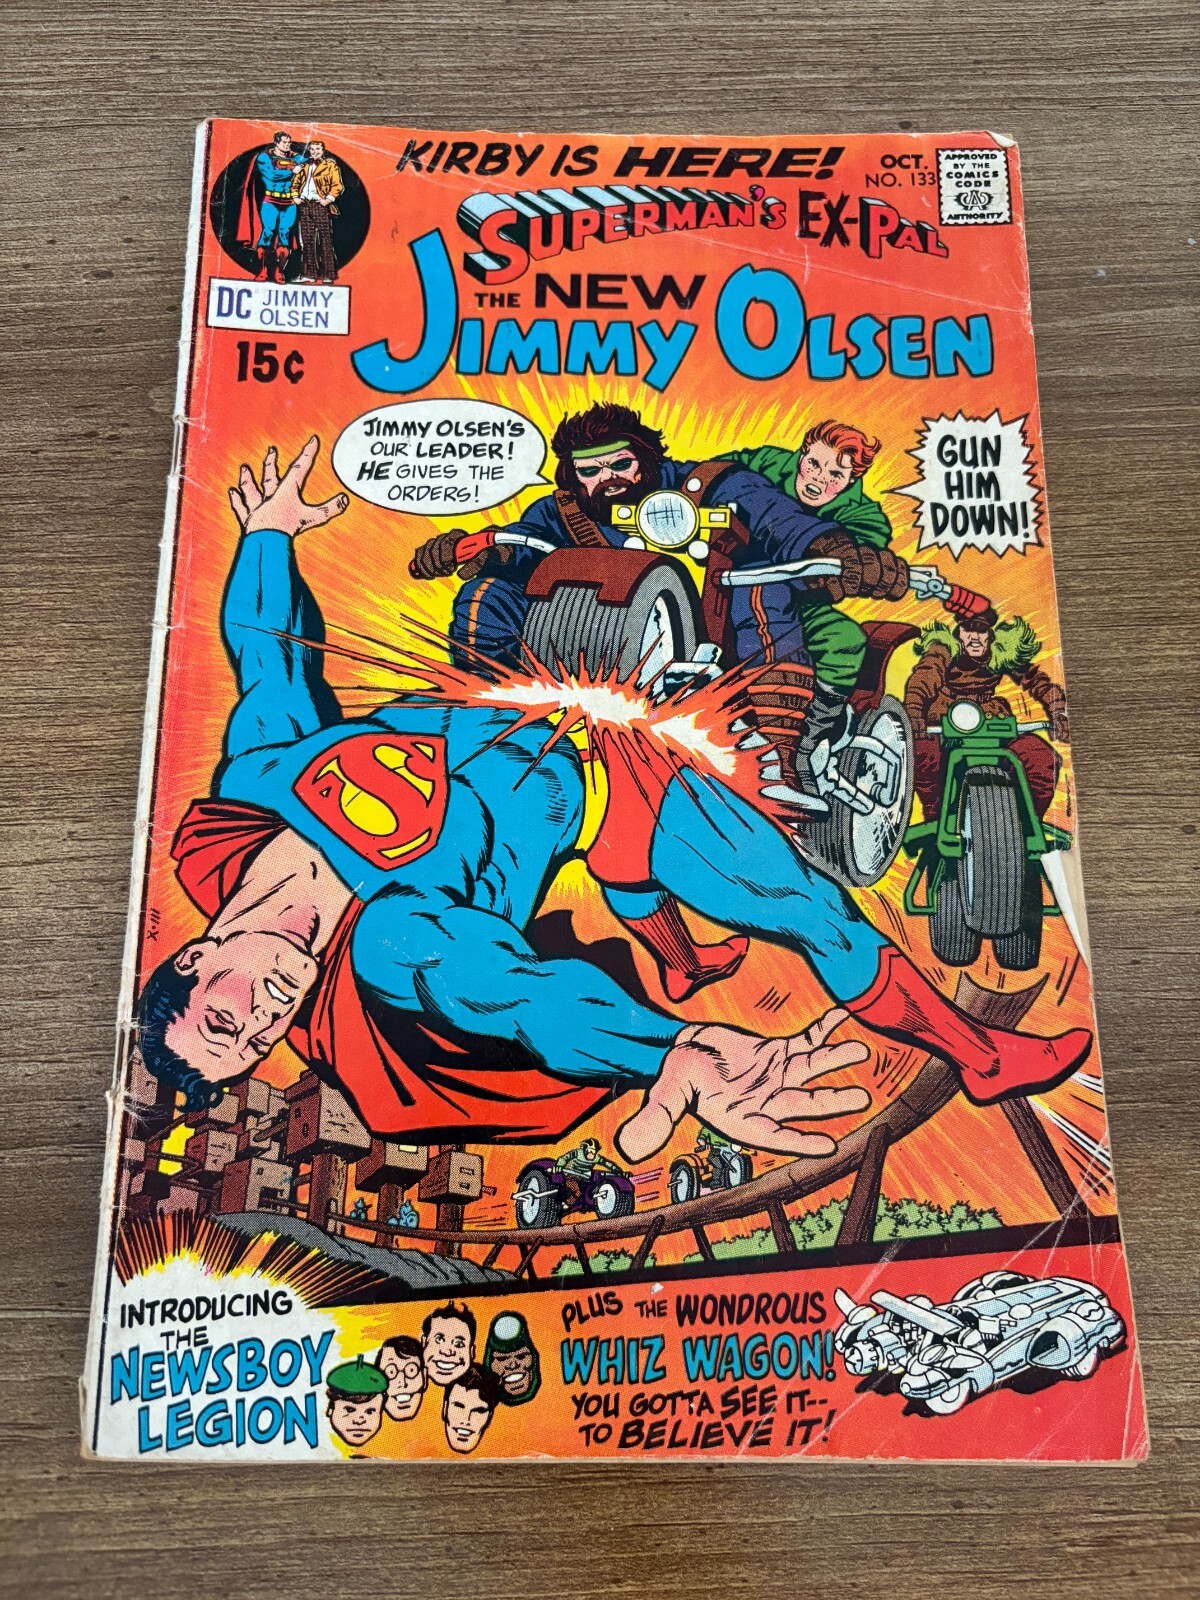 KIRBY IS HERE!
OCT.
NO. 133
APPROVED
BY THE
COMICS
CODE
AUTHORITY
SUPERMAN'S EX-PAL
THE NEW
JIMMY OLSEN
DC JIMMY
OLSEN
15¢
JIMMY OLSEN'S
OUR LEADER!
HE GIVES THE
ORDERS!
GUN
HIM
DOWN!
S
X-111
INTRODUCING
THE
NEWSBOY
LEGION
PLUS THE WONDROUS
WHIZ WAGON!
YOU GOTTA SEE IT--
TO BELIEVE IT!